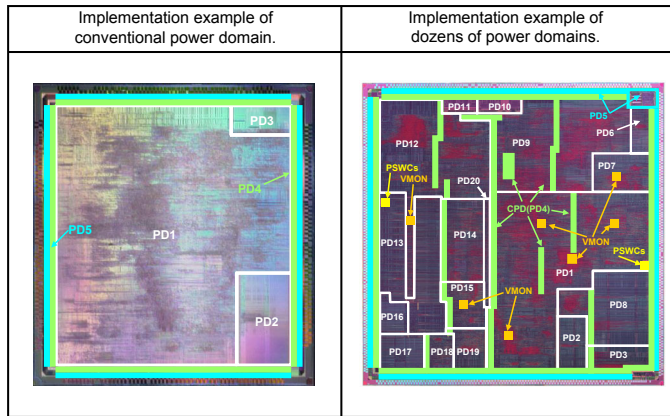 Implementation example of
conventional power domain.
Implementation example of
dozens of power domains.
PD3
PD4
PD1
PD5
PD2
PD11
PD10
PD5
PD6
PD12
PD9
PD7
PSWCs
VMON
PD20
CPD(PD4)
PD13
PD14
VMON
PSWCs
PD1
PD15
VMON
PD8
PD16
PD2
PD17
PD18
PD19
PD3